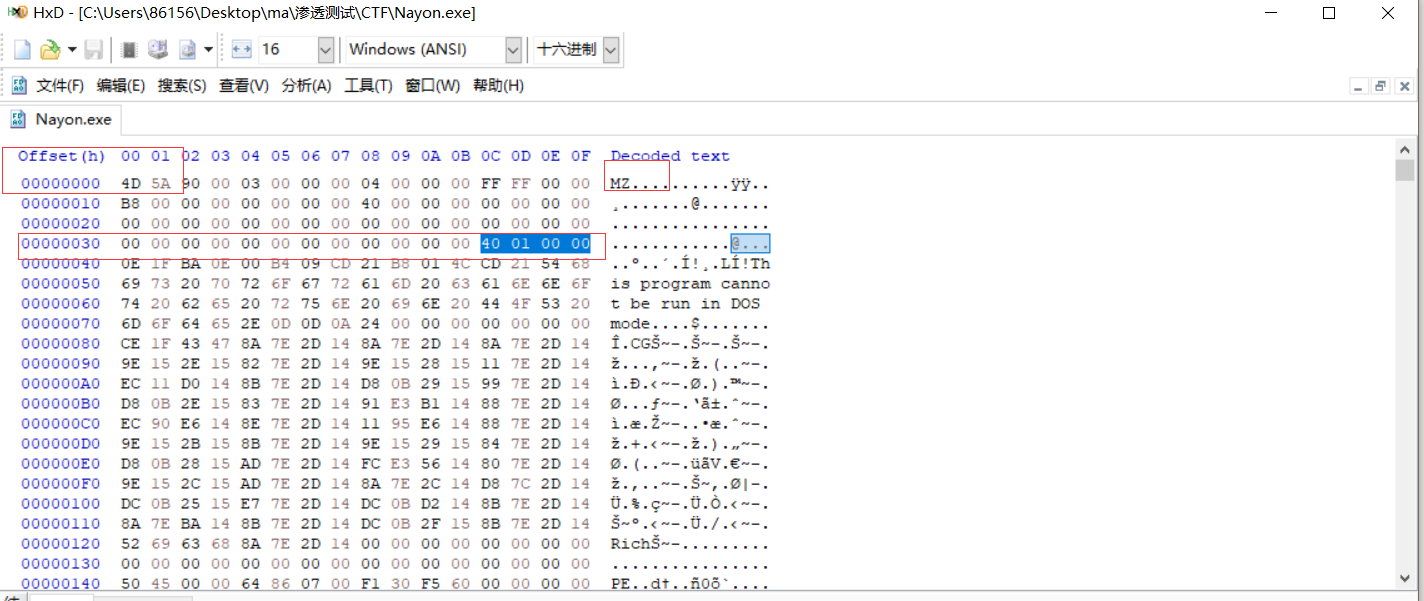 HxD - [C:\Users\86156\Desktop\ma\渗透测试\CTF\Nayon.exe]
16 Windows (ANSI) 十六进制
文件(F) 编辑(E) 搜索(S) 查看(V) 分析(A) 工具(T) 窗口(W) 帮助(H)
Nayon.exe
Offset(h) 00 01 02 03 04 05 06 07 08 09 0A 0B 0C 0D 0E 0F Decoded text
00000000 4D 5A 90 00 03 00 00 00 04 00 00 00 FF FF 00 00 MZ..........ÿÿ..
00000010 B8 00 00 00 00 00 00 00 40 00 00 00 00 00 00 00 ¸.......@.......
00000020 00 00 00 00 00 00 00 00 00 00 00 00 00 00 00 00 ................
00000030 00 00 00 00 00 00 00 00 00 00 00 00 40 01 00 00 ............@...
00000040 0E 1F BA 0E 00 B4 09 CD 21 B8 01 4C CD 21 54 68 ..º..´.Í!¸.LÍ!Th
00000050 69 73 20 70 72 6F 67 72 61 6D 20 63 61 6E 6E 6F is program canno
00000060 74 20 62 65 20 72 75 6E 20 69 6E 20 44 4F 53 20 t be run in DOS
00000070 6D 6F 64 65 2E 0D 0D 0A 24 00 00 00 00 00 00 00 mode....$.......
00000080 CE 1F 43 47 8A 7E 2D 14 8A 7E 2D 14 8A 7E 2D 14 Î.CGŠ~-.Š~-.Š~-.
00000090 9E 15 2E 15 82 7E 2D 14 9E 15 28 15 11 7E 2D 14 ž...‚~-.ž.(..~-.
000000A0 EC 11 D0 14 8B 7E 2D 14 D8 0B 29 15 99 7E 2D 14 ì.Ð.‹~-.Ø.).™~-.
000000B0 D8 0B 2E 15 83 7E 2D 14 91 E3 B1 14 88 7E 2D 14 Ø...ƒ~-.‘ã±.ˆ~-.
000000C0 EC 90 E6 14 8E 7E 2D 14 11 95 E6 14 88 7E 2D 14 ì.æ.Ž~-..•æ.ˆ~-.
000000D0 9E 15 2B 15 8B 7E 2D 14 9E 15 29 15 84 7E 2D 14 ž.+.‹~-.ž.).„~-.
000000E0 D8 0B 28 15 AD 7E 2D 14 FC E3 56 14 80 7E 2D 14 Ø.(..~-.üãV.€~-.
000000F0 9E 15 2C 15 AD 7E 2D 14 8A 7E 2C 14 D8 7C 2D 14 ž.,..~-.Š~,.Ø|-.
00000100 DC 0B 25 15 E7 7E 2D 14 DC 0B D2 14 8B 7E 2D 14 Ü.%.ç~-.Ü.Ò.‹~-.
00000110 8A 7E BA 14 8B 7E 2D 14 DC 0B 2F 15 8B 7E 2D 14 Š~º.‹~-.Ü./.‹~-.
00000120 52 69 63 68 8A 7E 2D 14 00 00 00 00 00 00 00 00 RichŠ~-.........
00000130 00 00 00 00 00 00 00 00 00 00 00 00 00 00 00 00 ................
00000140 50 45 00 00 64 86 07 00 F1 30 F5 60 00 00 00 00 PE..d†..ñ0õ`....